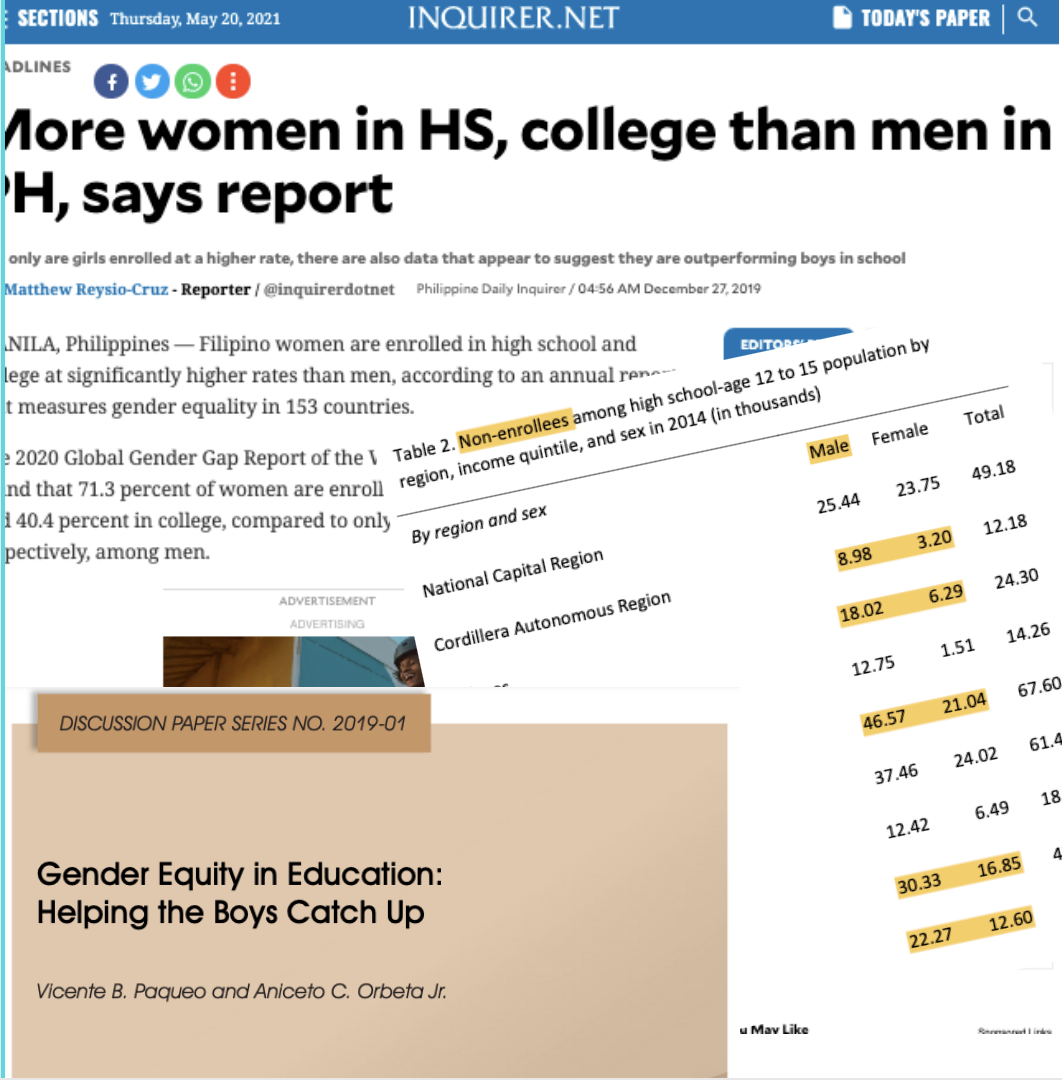 SECTIONS Thursday, May 20, 2021 INQUIRER.NET TODAY'S PAPER
ADLINES
More women in HS, college than men in
PH, says report
only are girls enrolled at a higher rate, there are also data that appear to suggest they are outperforming boys in school
Matthew Reysio-Cruz - Reporter / @inquirerdotnet Philippine Daily Inquirer / 04:56 AM December 27, 2019
ANILA, Philippines — Filipino women are enrolled in high school and
lege at significantly higher rates than men, according to an annual
t measures gender equality in 153 countries.
e 2020 Global Gender Gap Report of the
nd that 71.3 percent of women are enroll
d 40.4 percent in college, compared to only
pectively, among men.
ADVERTISEMENT
ADVERTISING
Table 2. Non-enrollees among high school-age 12 to 15 population by
region, income quintile, and sex in 2014 (in thousands)
Male Female Total
By region and sex
25.44 23.75 49.18
National Capital Region
8.98 3.20 12.18
Cordillera Autonomous Region
18.02 6.29 24.30
12.75 1.51 14.26
46.57 21.04 67.60
37.46 24.02 61.4
12.42 6.49 18
30.33 16.85 4
22.27 12.60
DISCUSSION PAPER SERIES NO. 2019-01
Gender Equity in Education:
Helping the Boys Catch Up
Vicente B. Paqueo and Aniceto C. Orbeta Jr.
u May Like
Sponsored Links